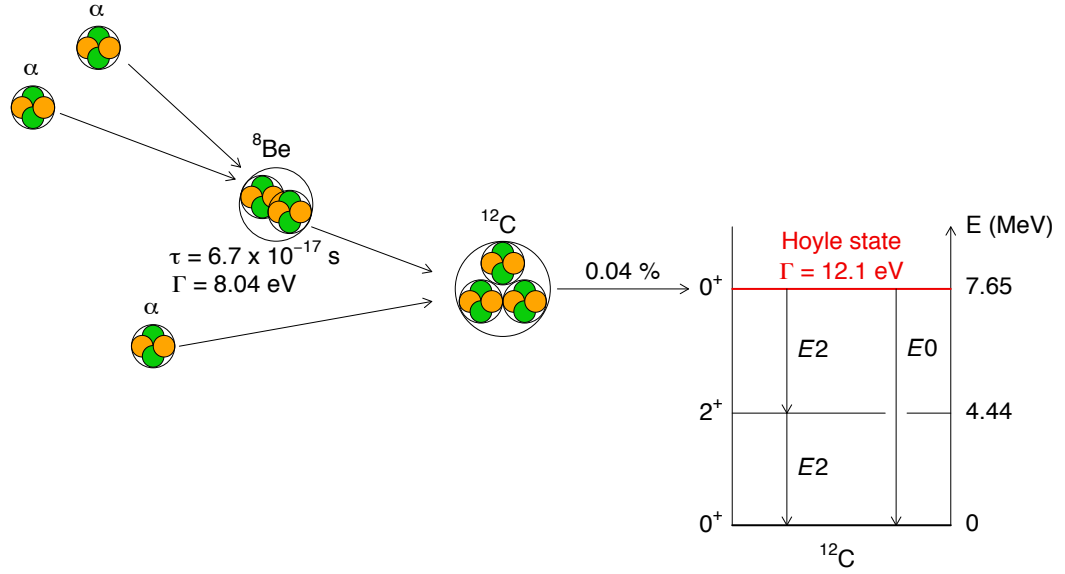 α
α
⁸Be
τ = 6.7 x 10⁻¹⁷ s
Γ = 8.04 eV
α
¹²C
0.04 %
E (MeV)
Hoyle state
Γ = 12.1 eV
0⁺
7.65
E2
E0
2⁺
4.44
E2
0⁺
0
¹²C